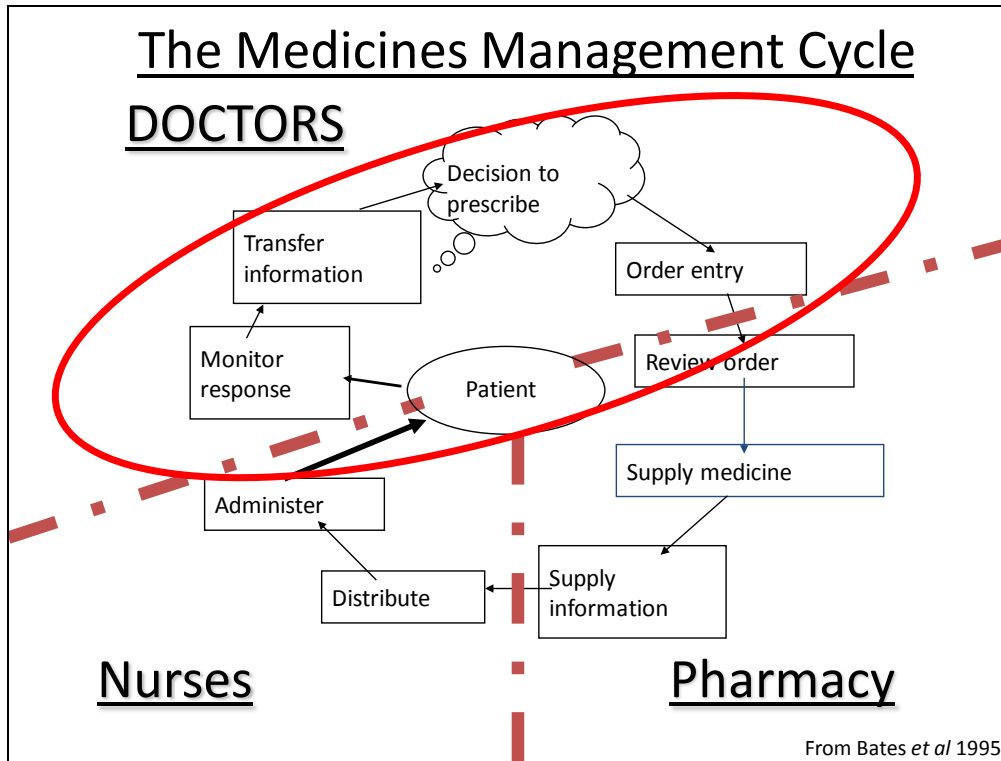 The Medicines Management Cycle
DOCTORS
Decision to
prescribe
Transfer
information
Order entry
Monitor
response
Patient
Review order
Supply medicine
Administer
Supply
information
Distribute
Nurses
Pharmacy
From Bates et al 1995